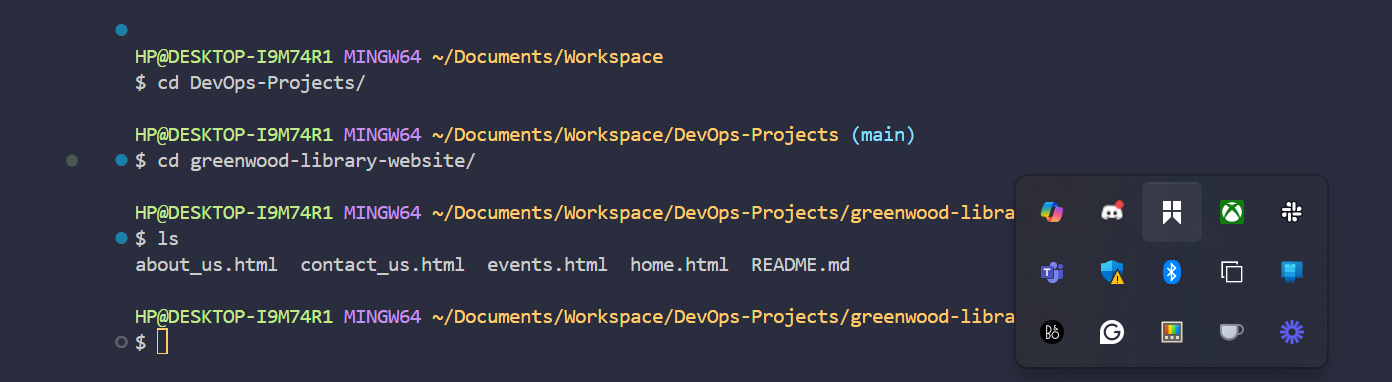 HP@DESKTOP-I9M74R1 MINGW64 ~/Documents/Workspace
$ cd DevOps-Projects/
HP@DESKTOP-I9M74R1 MINGW64 ~/Documents/Workspace/DevOps-Projects (main)
$ cd greenwood-library-website/
HP@DESKTOP-I9M74R1 MINGW64 ~/Documents/Workspace/DevOps-Projects/greenwood-libra
$ ls
about_us.html contact_us.html events.html home.html README.md
HP@DESKTOP-I9M74R1 MINGW64 ~/Documents/Workspace/DevOps-Projects/greenwood-libra
$